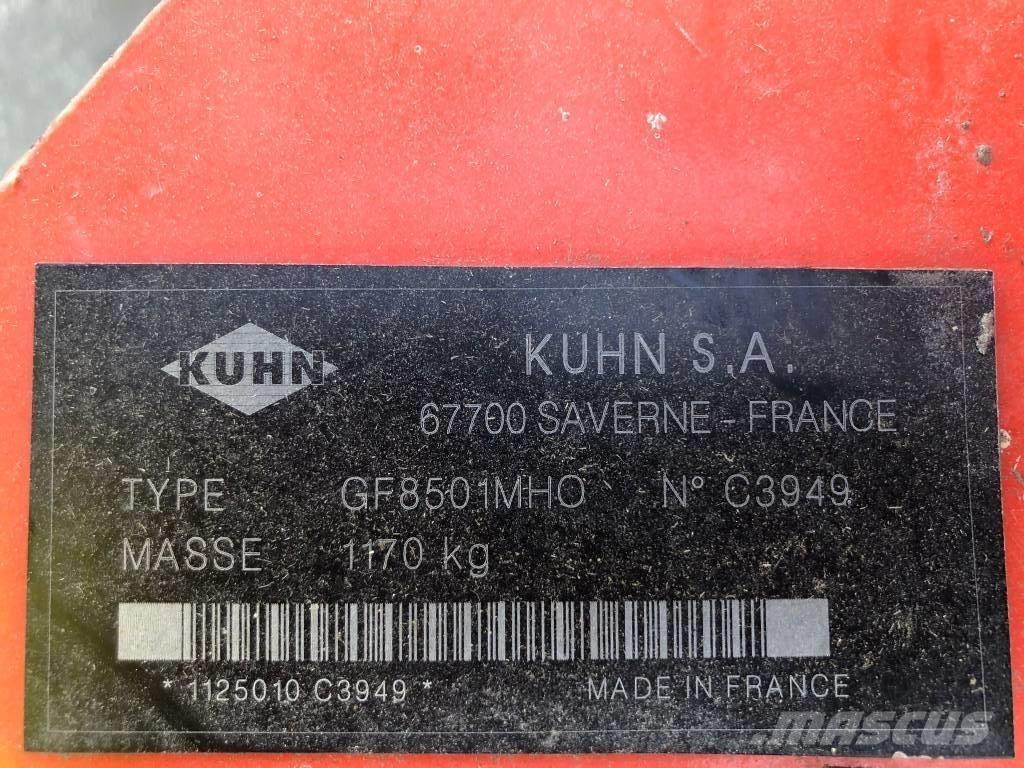 KUHN
KUHN S.A.
67700 SAVERNE - FRANCE
TYPE GF8501MHO N° C3949
MASSE 1170 kg
* 1125010 C3949 *
MADE IN FRANCE
MASCUS